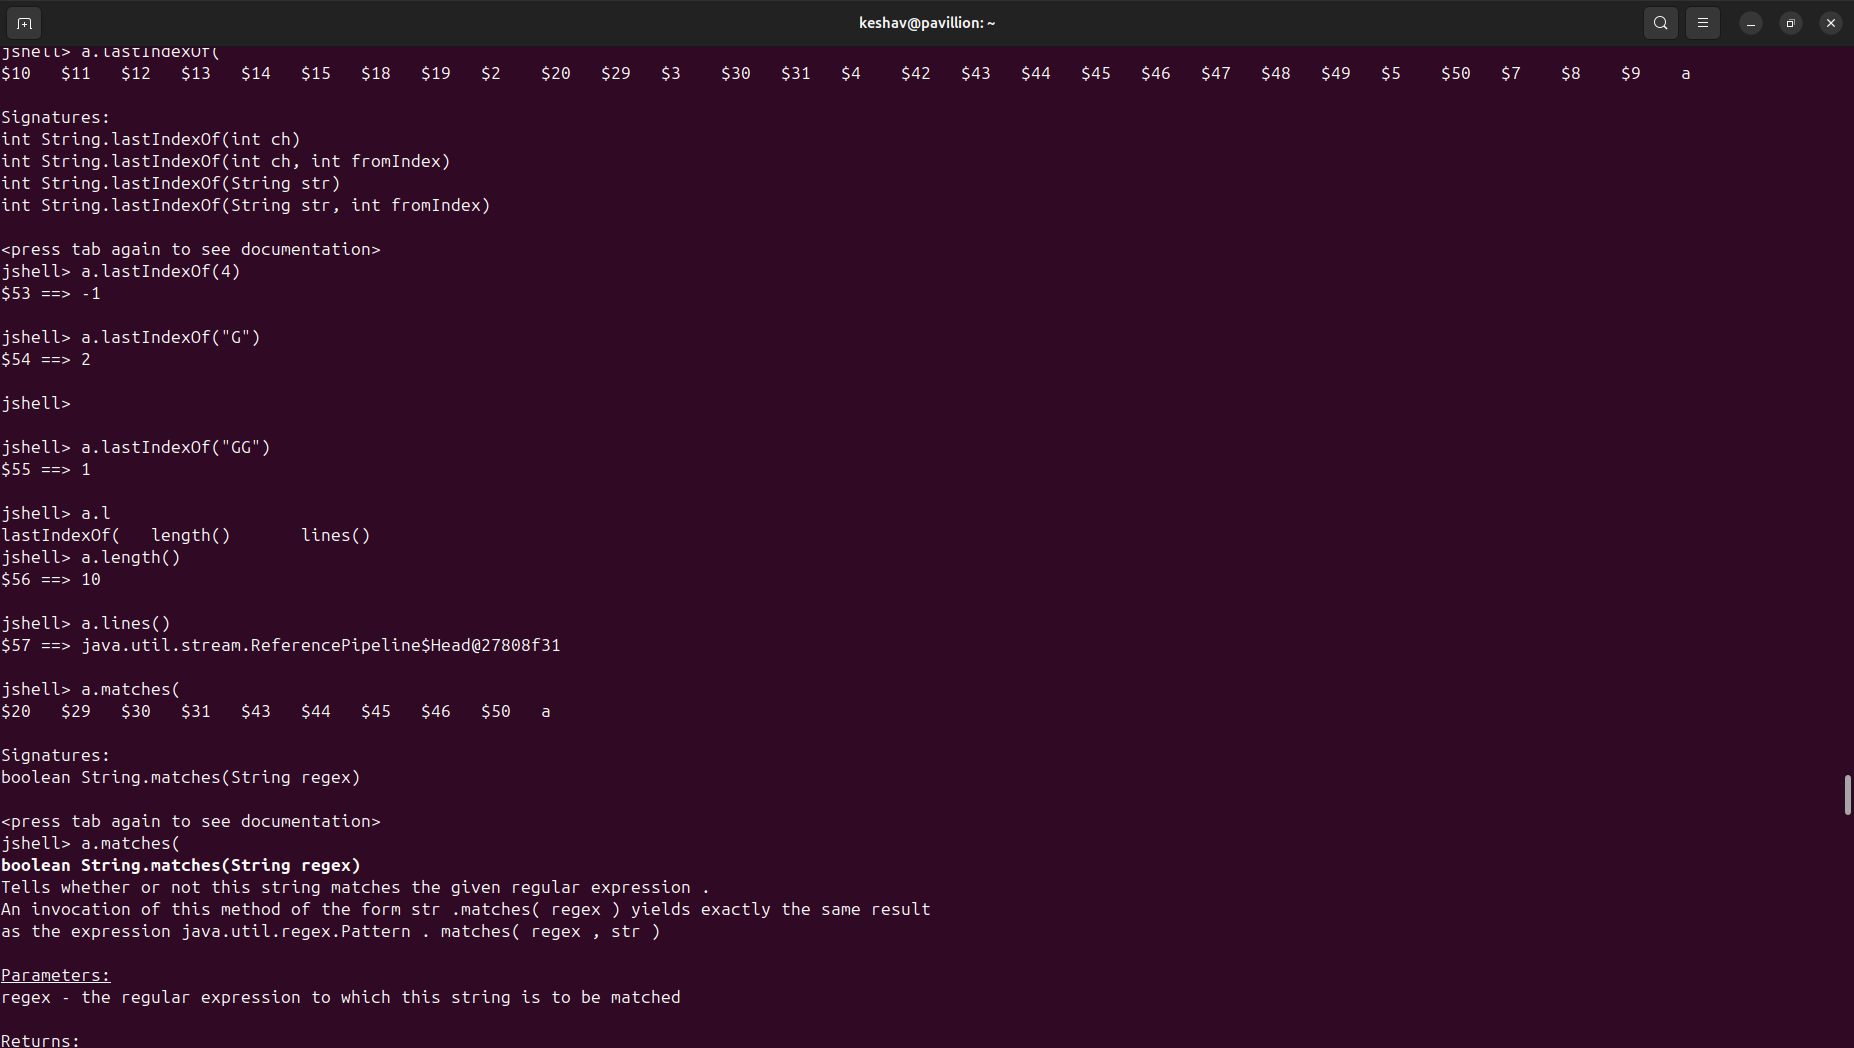 keshav@pavillion: ~
jshell> a.lastIndexOf(
$10   $11   $12   $13   $14   $15   $18   $19   $2    $20   $29   $3    $30   $31   $4    $42   $43   $44   $45   $46   $47   $48   $49   $5    $50   $7    $8    $9    a
Signatures:
int String.lastIndexOf(int ch)
int String.lastIndexOf(int ch, int fromIndex)
int String.lastIndexOf(String str)
int String.lastIndexOf(String str, int fromIndex)
<press tab again to see documentation>
jshell> a.lastIndexOf(4)
$53 ==> -1
jshell> a.lastIndexOf("G")
$54 ==> 2
jshell>
jshell> a.lastIndexOf("GG")
$55 ==> 1
jshell> a.l
lastIndexOf(   length()       lines()
jshell> a.length()
$56 ==> 10
jshell> a.lines()
$57 ==> java.util.stream.ReferencePipeline$Head@27808f31
jshell> a.matches(
$20   $29   $30   $31   $43   $44   $45   $46   $50   a
Signatures:
boolean String.matches(String regex)
<press tab again to see documentation>
jshell> a.matches(
boolean String.matches(String regex)
Tells whether or not this string matches the given regular expression .
An invocation of this method of the form str .matches( regex ) yields exactly the same result
as the expression java.util.regex.Pattern . matches( regex , str )
Parameters:
regex - the regular expression to which this string is to be matched
Returns: